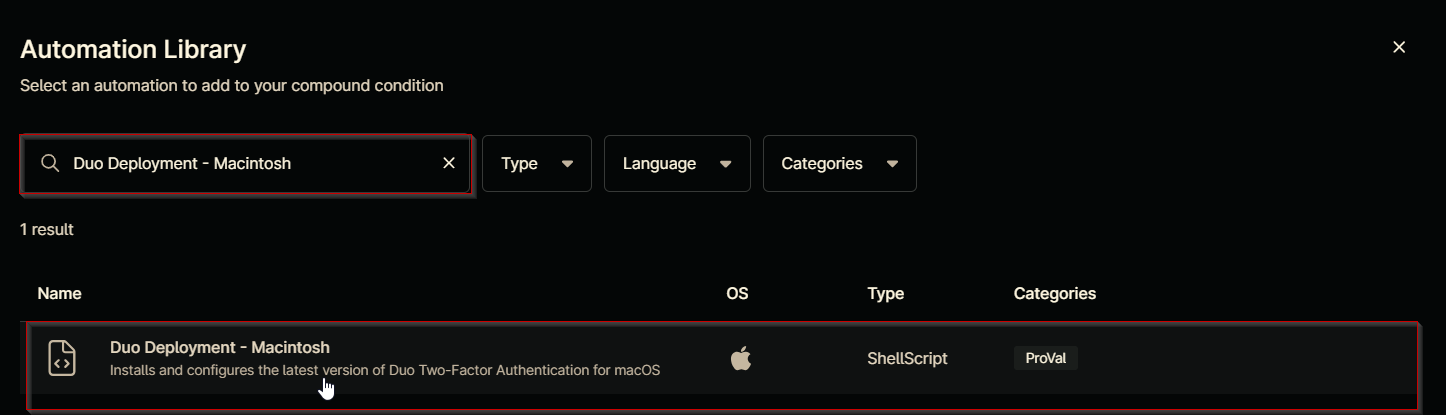 Automation Library
Select an automation to add to your compound condition
Duo Deployment - Macintosh
Type
Language
Categories
1 result
Name
OS
Type
Categories
Duo Deployment - Macintosh
Installs and configures the latest version of Duo Two-Factor Authentication for macOS
ShellScript
ProVal